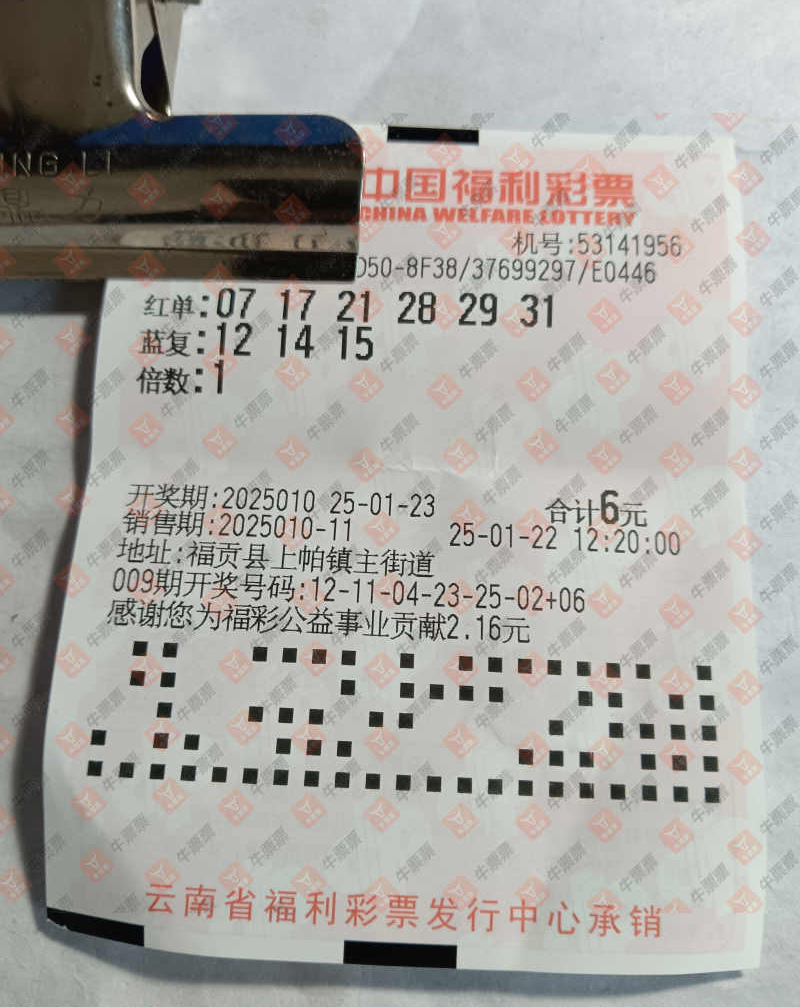 ING LI
中国福利彩票
CHINA WELFARE LOTTERY
机号:53141956
D50-8F38/37699297/E0446
红单:07 17 21 28 29 31
蓝复:12 14 15
倍数:1
开奖期:2025010 25-01-23 合计6元
销售期:2025010-11 25-01-22 12:20:00
地址:福贡县上帕镇主街道
009期开奖号码:12-11-04-23-25-02+06
感谢您为福彩公益事业贡献2.16元
云南省福利彩票发行中心承销
牛票票